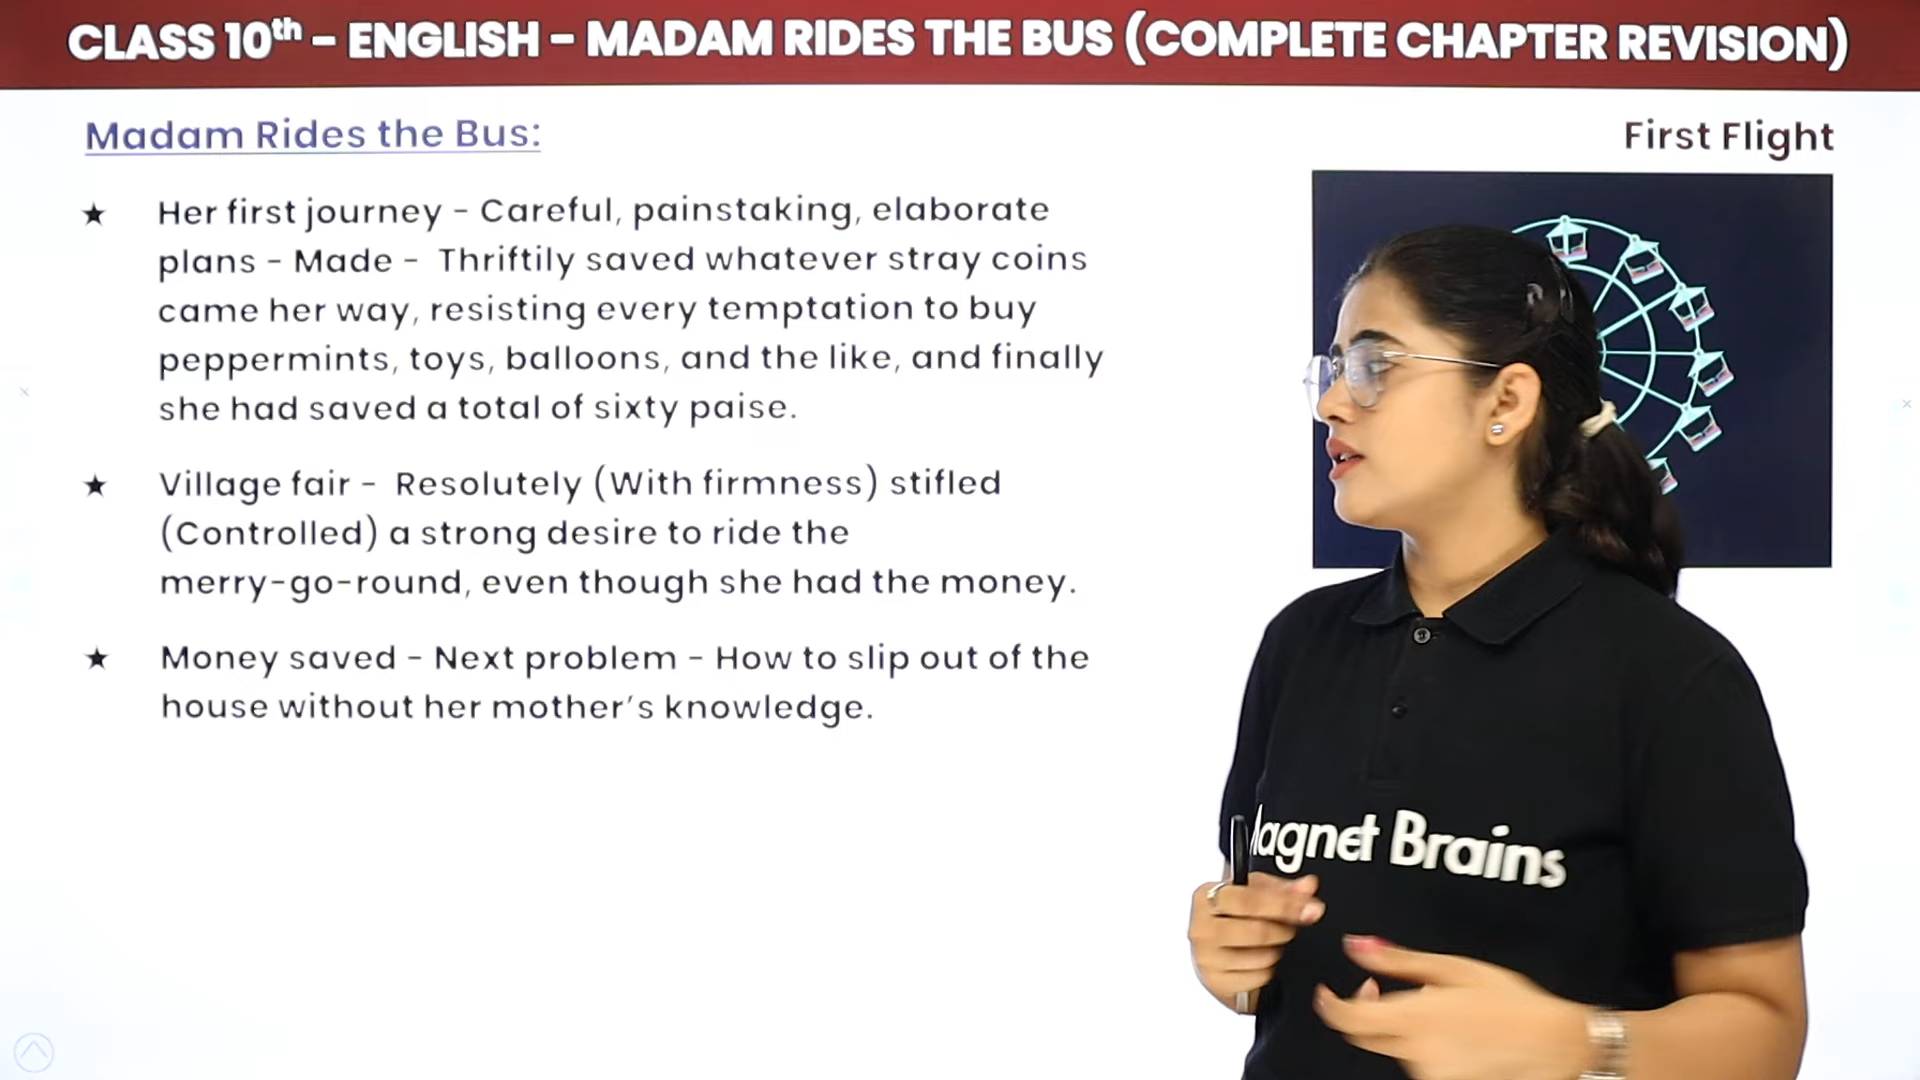 CLASS 10th - ENGLISH - MADAM RIDES THE BUS (COMPLETE CHAPTER REVISION)
Madam Rides the Bus:
First Flight
★ Her first journey - Careful, painstaking, elaborate
plans - Made - Thriftily saved whatever stray coins
came her way, resisting every temptation to buy
peppermints, toys, balloons, and the like, and finally
she had saved a total of sixty paise.
★ Village fair - Resolutely (With firmness) stifled
(Controlled) a strong desire to ride the
merry-go-round, even though she had the money.
★ Money saved - Next problem - How to slip out of the
house without her mother's knowledge.
agnet Brains